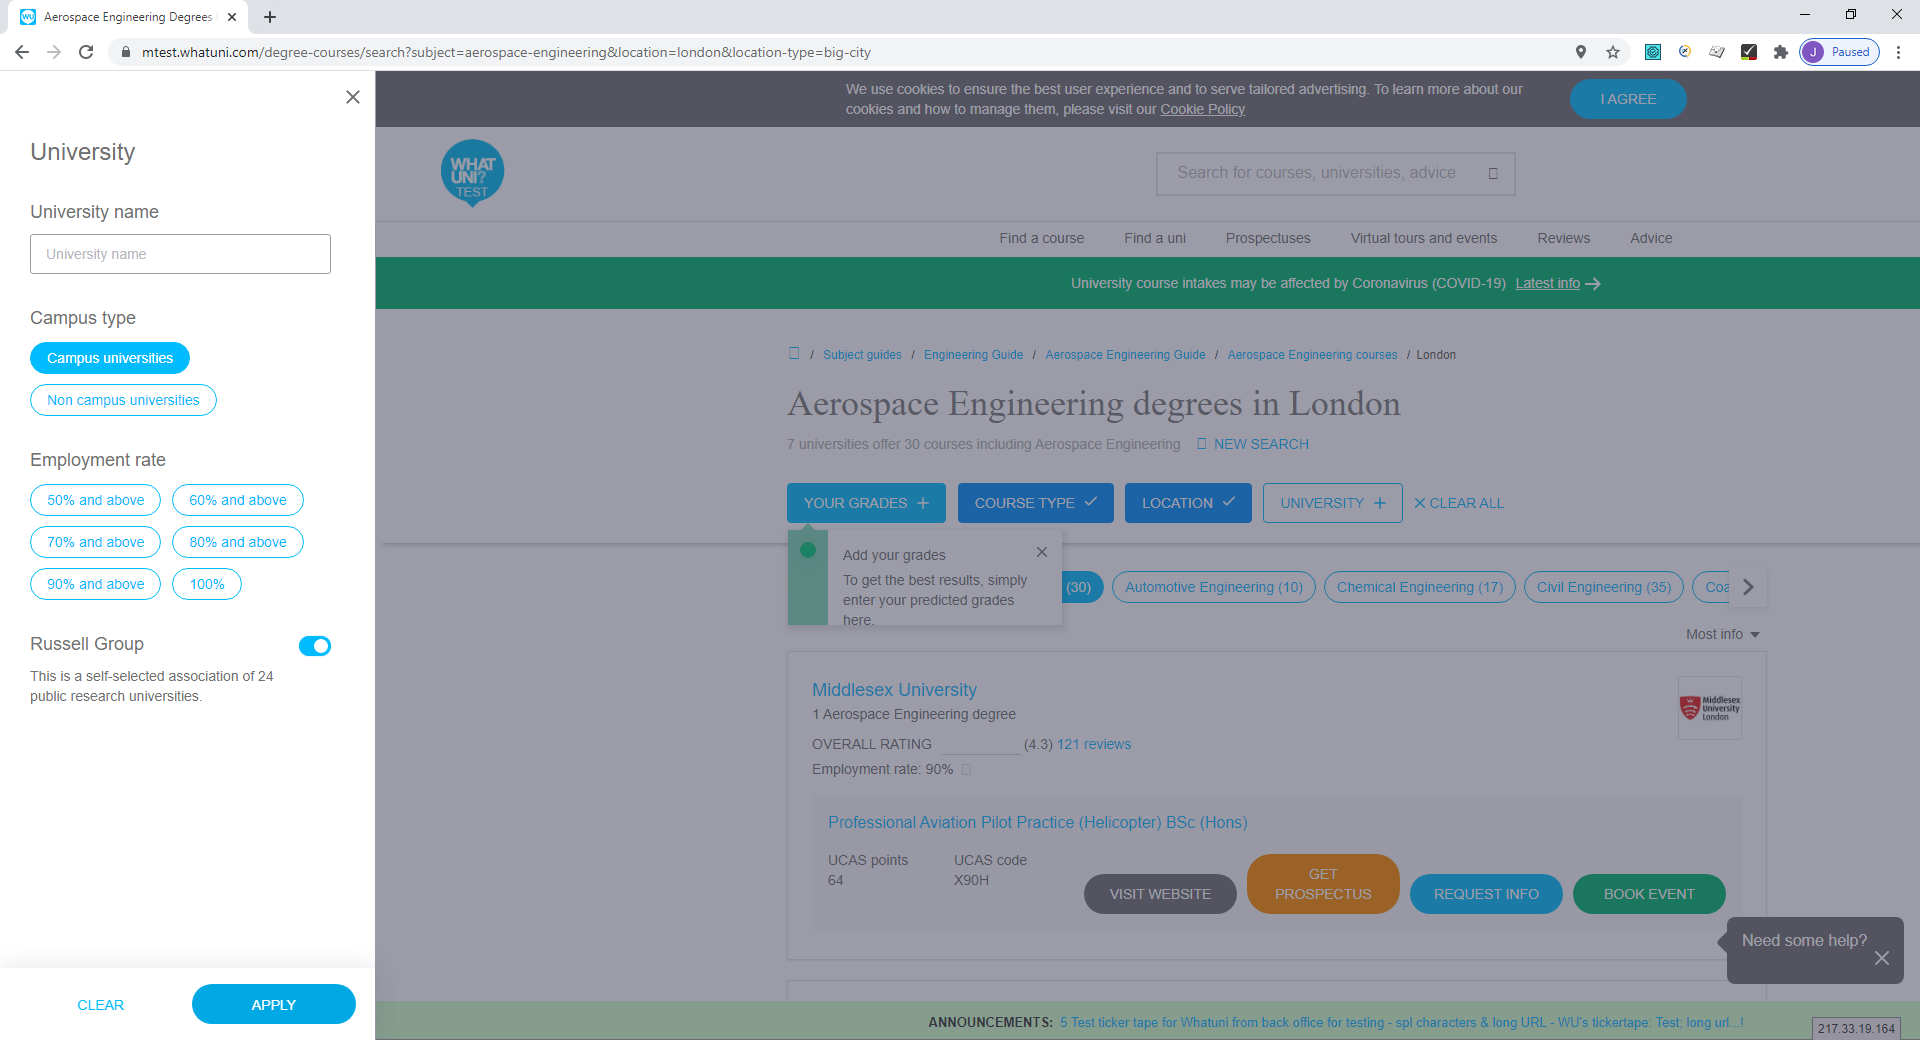 Aerospace Engineering Degrees
mtest.whatuni.com/degree-courses/search?subject=aerospace-engineering&location=london&location-type=big-city
J Paused
University
University name
University name
Campus type
Campus universities
Non campus universities
Employment rate
50% and above 60% and above
70% and above 80% and above
90% and above 100%
Russell Group
This is a self-selected association of 24
public research universities.
CLEAR APPLY
We use cookies to ensure the best user experience and to serve tailored advertising. To learn more about our
cookies and how to manage them, please visit our Cookie Policy
I AGREE
WHAT
UNI?
TEST
Search for courses, universities, advice
Find a course Find a uni Prospectuses Virtual tours and events Reviews Advice
University course intakes may be affected by Coronavirus (COVID-19) Latest info
/ Subject guides / Engineering Guide / Aerospace Engineering Guide / Aerospace Engineering courses / London
Aerospace Engineering degrees in London
7 universities offer 30 courses including Aerospace Engineering NEW SEARCH
YOUR GRADES COURSE TYPE LOCATION UNIVERSITY CLEAR ALL
Add your grades
To get the best results, simply
enter your predicted grades
here.
(30) Automotive Engineering (10) Chemical Engineering (17) Civil Engineering (35) Coa
Most info
Middlesex University
1 Aerospace Engineering degree
OVERALL RATING (4.3) 121 reviews
Employment rate: 90%
Middlesex
University
London
Professional Aviation Pilot Practice (Helicopter) BSc (Hons)
UCAS points UCAS code
64 X90H
VISIT WEBSITE
GET
PROSPECTUS
REQUEST INFO
BOOK EVENT
Need some help?
ANNOUNCEMENTS: 5 Test ticker tape for Whatuni from back office for testing - spl characters & long URL - WU's tickertape: Test; long url...!
217.33.19.164